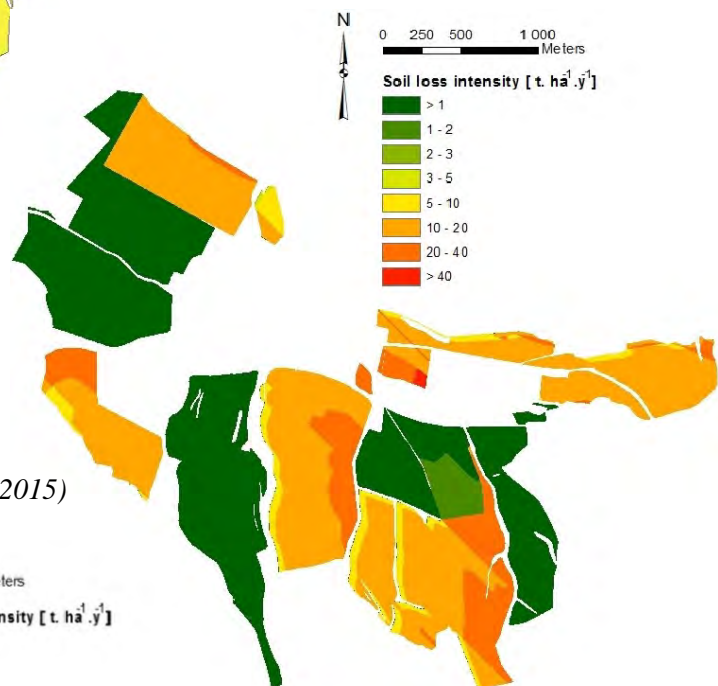 N
0 250 500 1 000
Meters
Soil loss intensity [ t. ha⁻¹.y⁻¹]
> 1
1 - 2
2 - 3
3 - 5
5 - 10
10 - 20
20 - 40
> 40
2015)
ters
nsity [ t. ha⁻¹.y⁻¹]